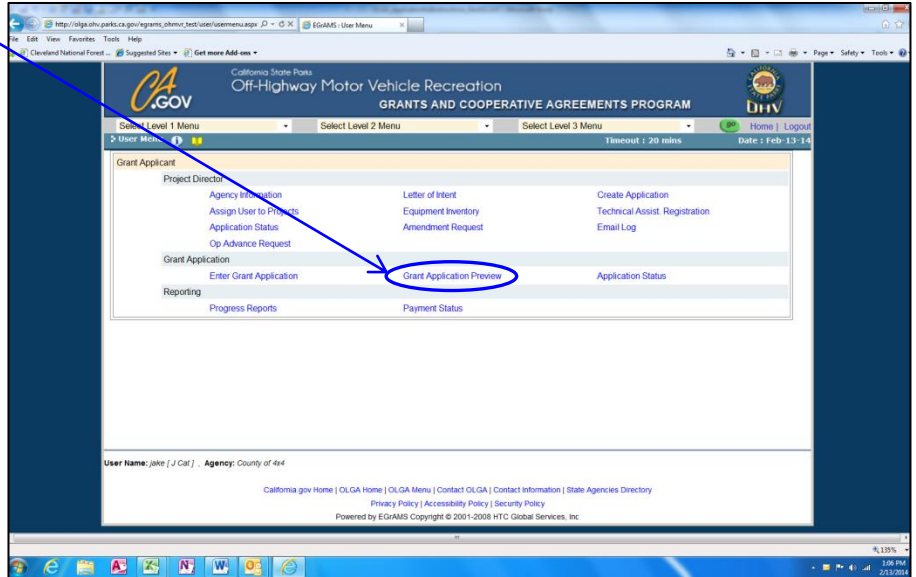 http://olga.ohv.parks.ca.gov/egrams_ohmvr_test/user/usermenu.aspx
EGrAMS : User Menu
File Edit View Favorites Tools Help
Cleveland National Forest ... Suggested Sites Get more Add-ons
Page Safety Tools
CA.GOV
California State Parks
Off-Highway Motor Vehicle Recreation
GRANTS AND COOPERATIVE AGREEMENTS PROGRAM
OHV
Select Level 1 Menu Select Level 2 Menu Select Level 3 Menu go Home | Logout
User Menu Timeout : 20 mins Date : Feb-13-14
Grant Applicant
Project Director
Agency Information Letter of Intent Create Application
Assign User to Projects Equipment Inventory Technical Assist. Registration
Application Status Amendment Request Email Log
Op Advance Request
Grant Application
Enter Grant Application Grant Application Preview Application Status
Reporting
Progress Reports Payment Status
User Name: jake [ J Cat ] , Agency: County of 4x4
California gov Home | OLGA Home | OLGA Menu | Contact OLGA | Contact Information | State Agencies Directory
Privacy Policy | Accessibility Policy | Security Policy
Powered by EGrAMS Copyright © 2001-2008 HTC Global Services, Inc
135%
1:06 PM
2/13/2014